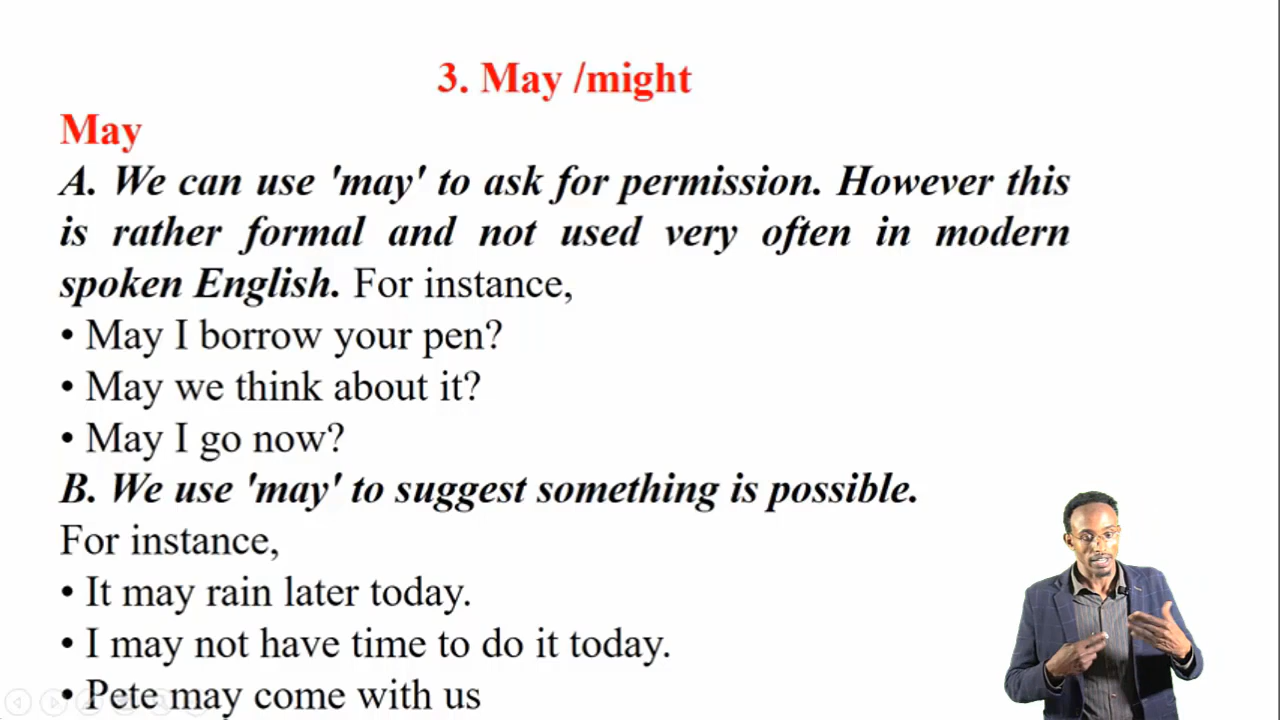 3. May /might
May
A. We can use 'may' to ask for permission. However this
is rather formal and not used very often in modern
spoken English. For instance,
• May I borrow your pen?
• May we think about it?
• May I go now?
B. We use 'may' to suggest something is possible.
For instance,
• It may rain later today.
• I may not have time to do it today.
• Pete may come with us